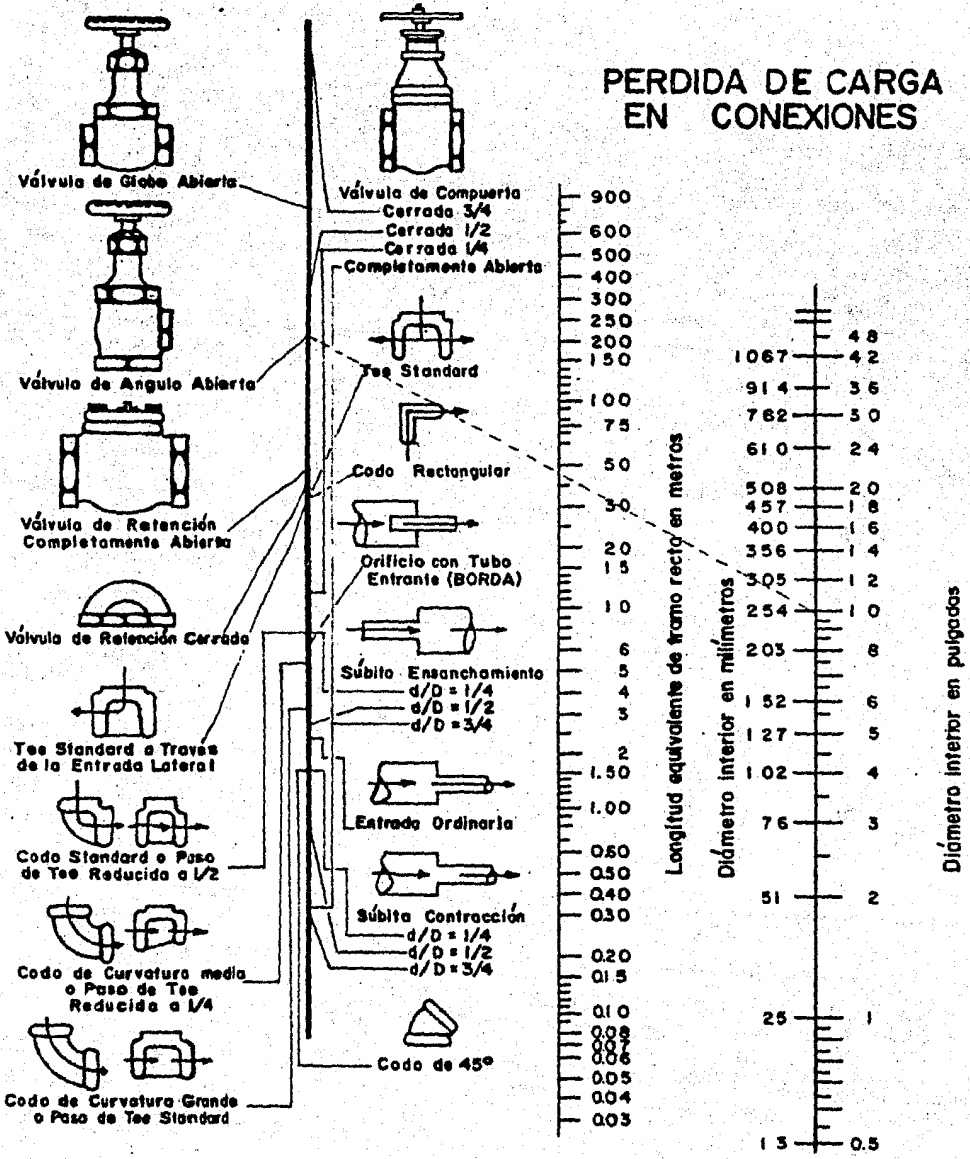 PERDIDA DE CARGA
EN CONEXIONES
Válvula de Globo Abierta
Válvula de Angulo Abierta
Válvula de Retención
Completamente Abierta
Válvula de Retención Cerrada
Tee Standard a Traves
de la Entrada Lateral
Codo Standard o Paso
de Tee Reducida a 1/2
Codo de Curvatura media
o Paso de Tee
Reducida a 1/4
Codo de Curvatura Grande
o Paso de Tee Standard
Válvula de Compuerta
Cerrada 3/4
Cerrada 1/2
Cerrada 1/4
Completamente Abierta
Tee Standard
Codo Rectangular
Orificio con Tubo
Entrante (BORDA)
Súbito Ensanchamiento
d/D = 1/4
d/D = 1/2
d/D = 3/4
Entrada Ordinaria
Súbita Contracción
d/D = 1/4
d/D = 1/2
d/D = 3/4
Codo de 45º
900
600
500
400
300
250
200
150
100
75
50
30
20
15
10
6
5
4
3
2
1.50
1.00
0.60
0.50
0.40
0.30
0.20
0.15
0.10
0.08
0.07
0.06
0.05
0.04
0.03
Longitud equivalente de tramo recto en metros
Diámetro interior en milímetros
1067
914
762
610
508
457
400
356
305
254
203
152
127
102
76
51
25
13
48
42
36
30
24
20
18
16
14
12
10
8
6
5
4
3
2
1
0.5
Diámetro interior en pulgadas